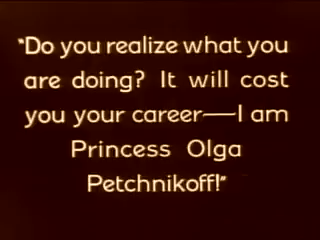 "Do you realize what you
are doing? It will cost
you your career—I am
Princess Olga
Petchnikoff!"